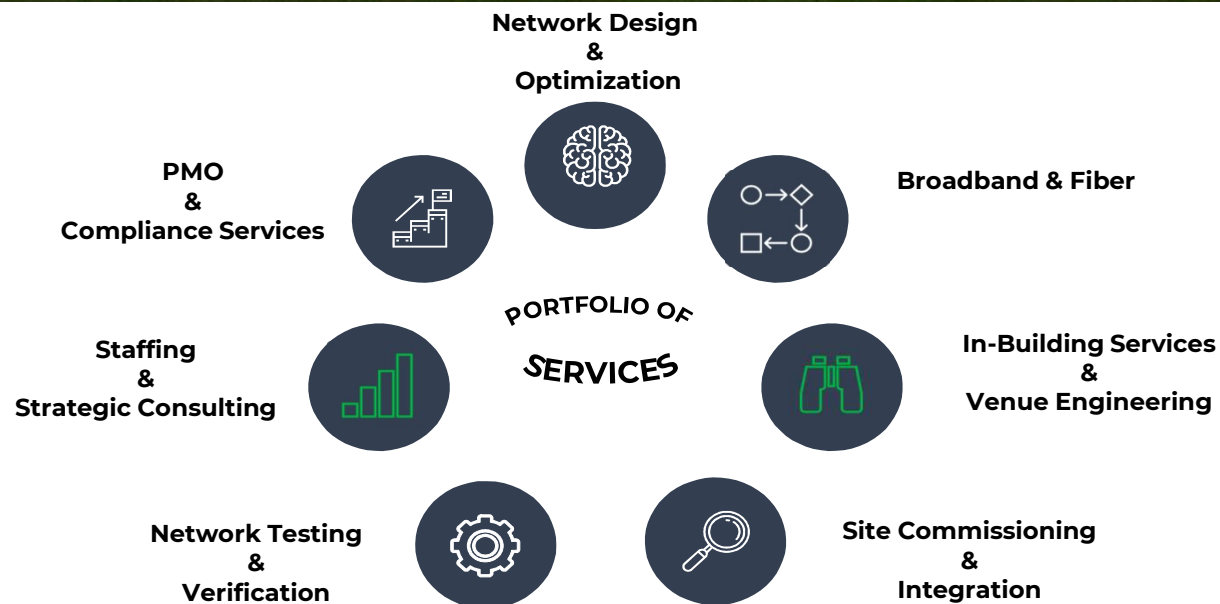 Network Design
&
Optimization
PMO
&
Compliance Services
Broadband & Fiber
PORTFOLIO OF
SERVICES
Staffing
&
Strategic Consulting
In-Building Services
&
Venue Engineering
Network Testing
&
Verification
Site Commissioning
&
Integration